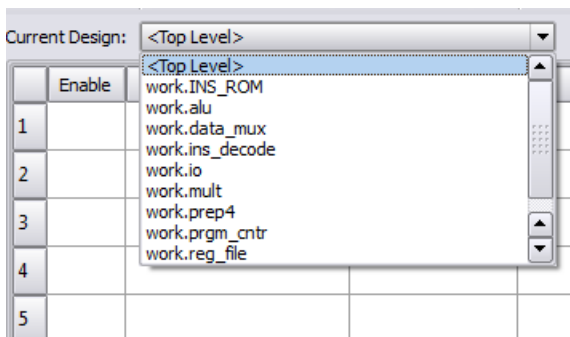 Current Design: <Top Level>
<Top Level>
Enable
work.INS_ROM
work.alu
work.data_mux
work.ins_decode
work.io
work.mult
work.prep4
work.prgm_cntr
work.reg_file
1
2
3
4
5